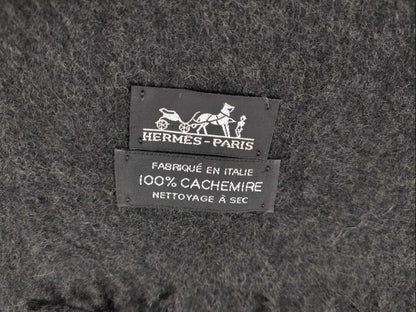 HERMÈS-PARIS
FABRIQUÉ EN ITALIE
100% CACHEMIRE
NETTOYAGE À SEC